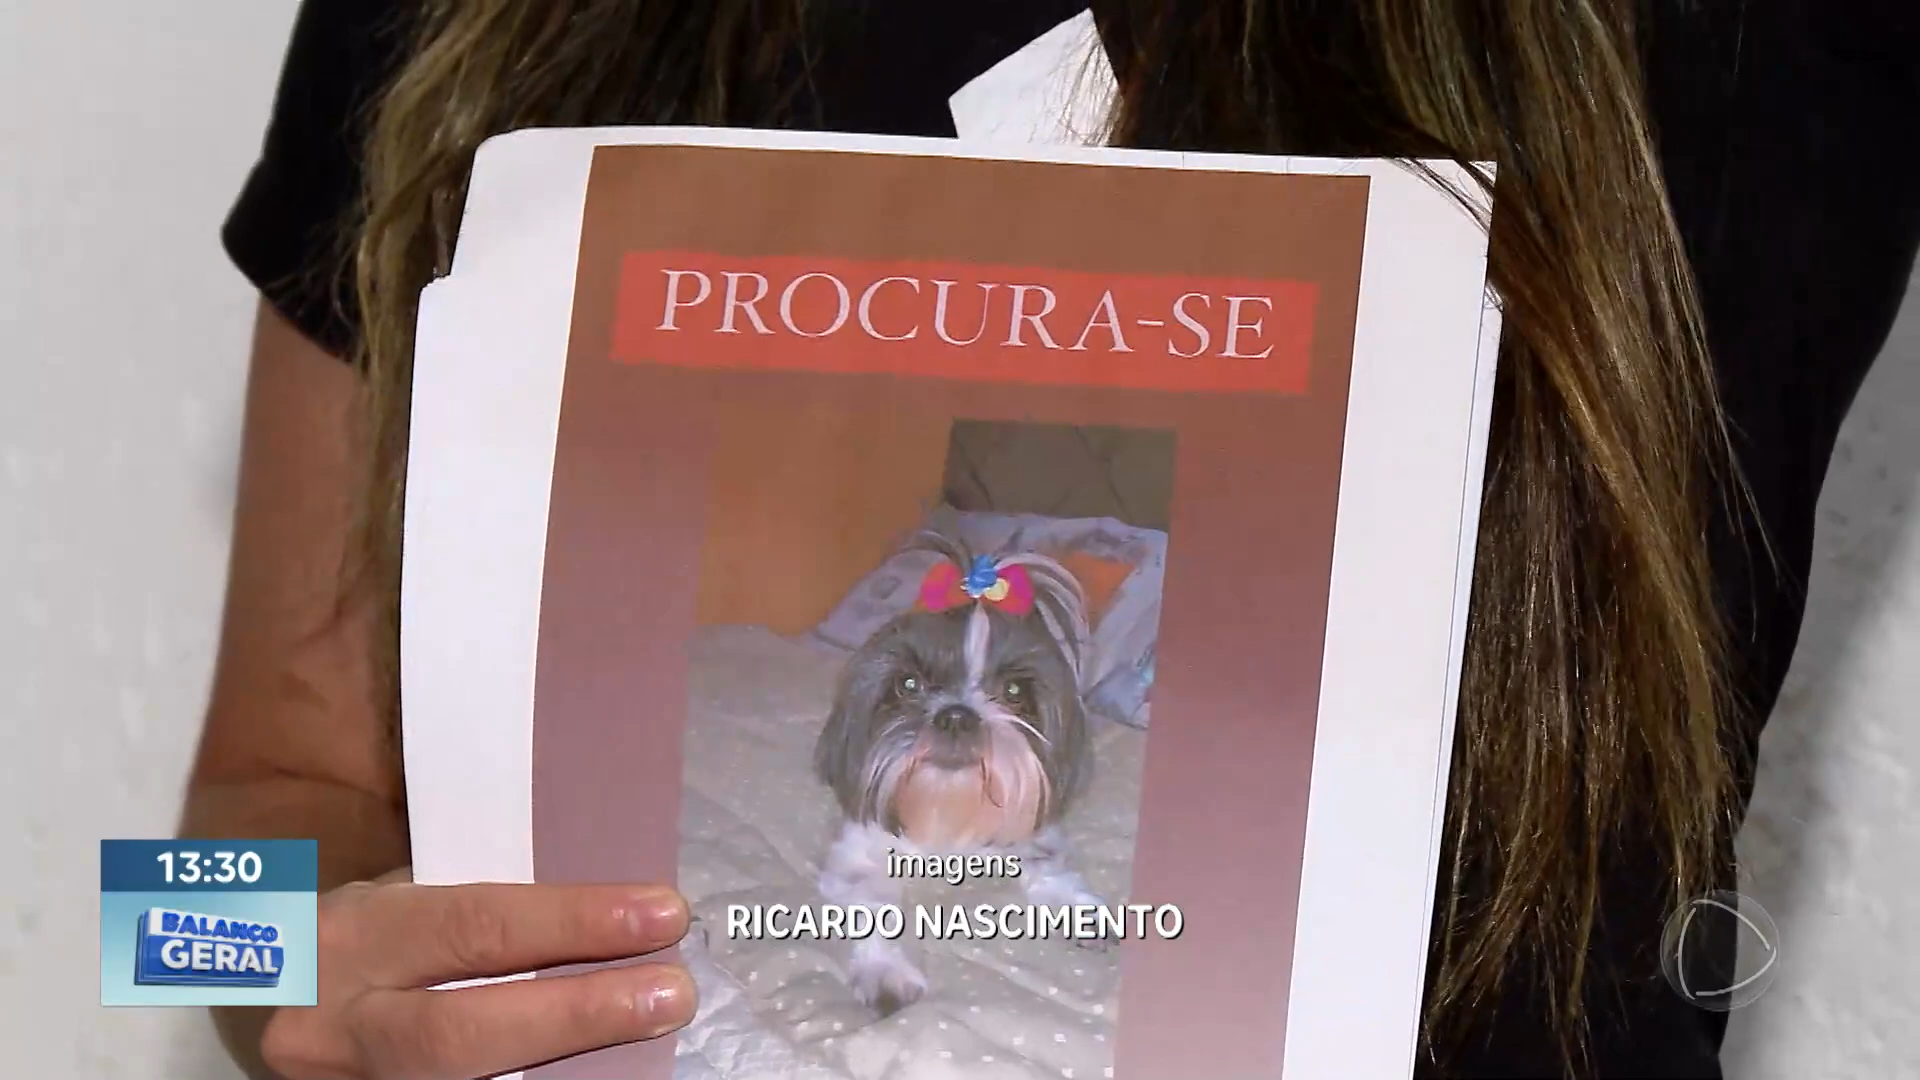 PROCURA-SE
imagens
RICARDO NASCIMENTO
13:30
BALANÇO
GERAL